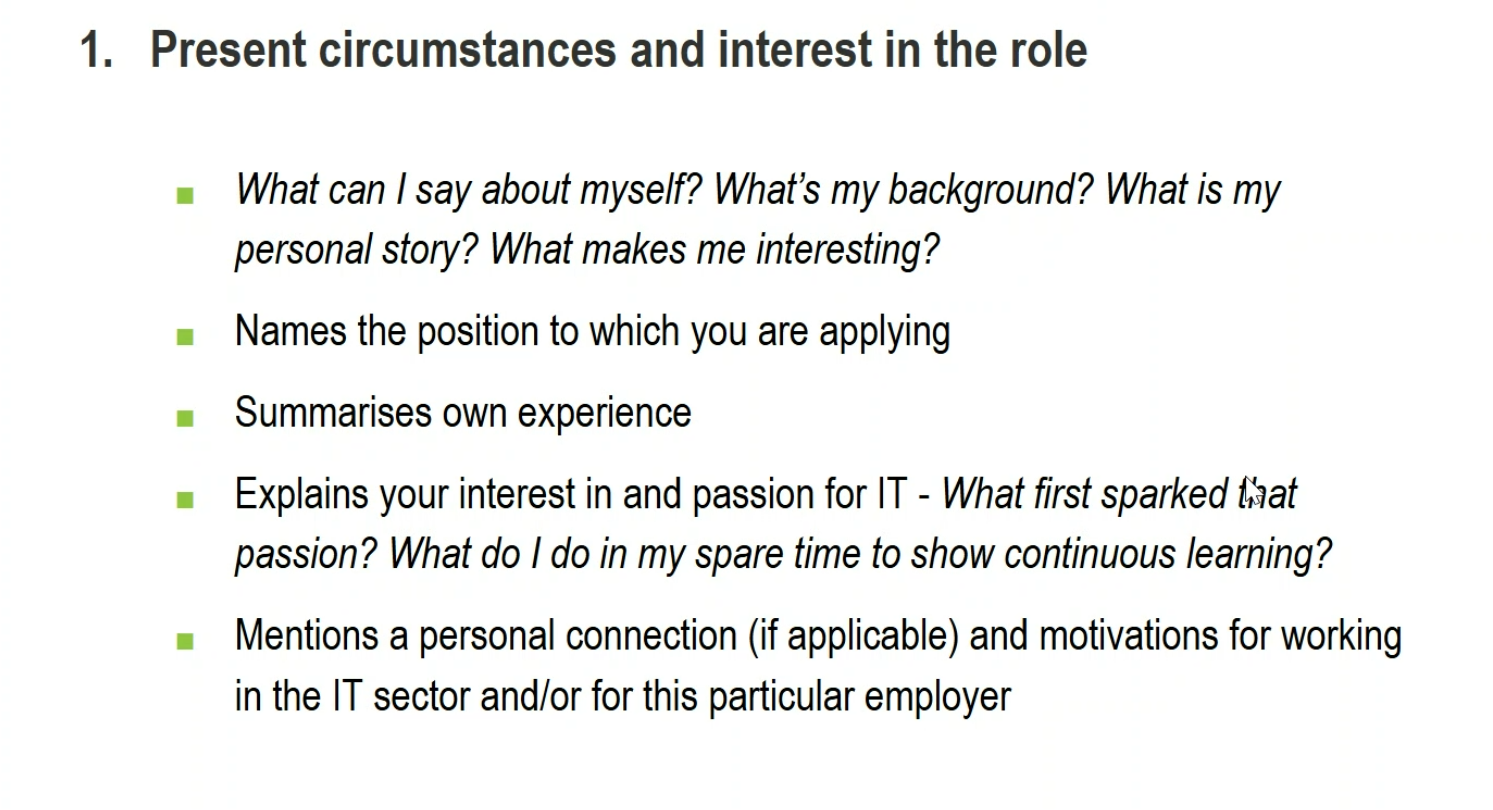 1. Present circumstances and interest in the role
What can I say about myself? What’s my background? What is my
personal story? What makes me interesting?
Names the position to which you are applying
Summarises own experience
Explains your interest in and passion for IT - What first sparked that
passion? What do I do in my spare time to show continuous learning?
Mentions a personal connection (if applicable) and motivations for working
in the IT sector and/or for this particular employer